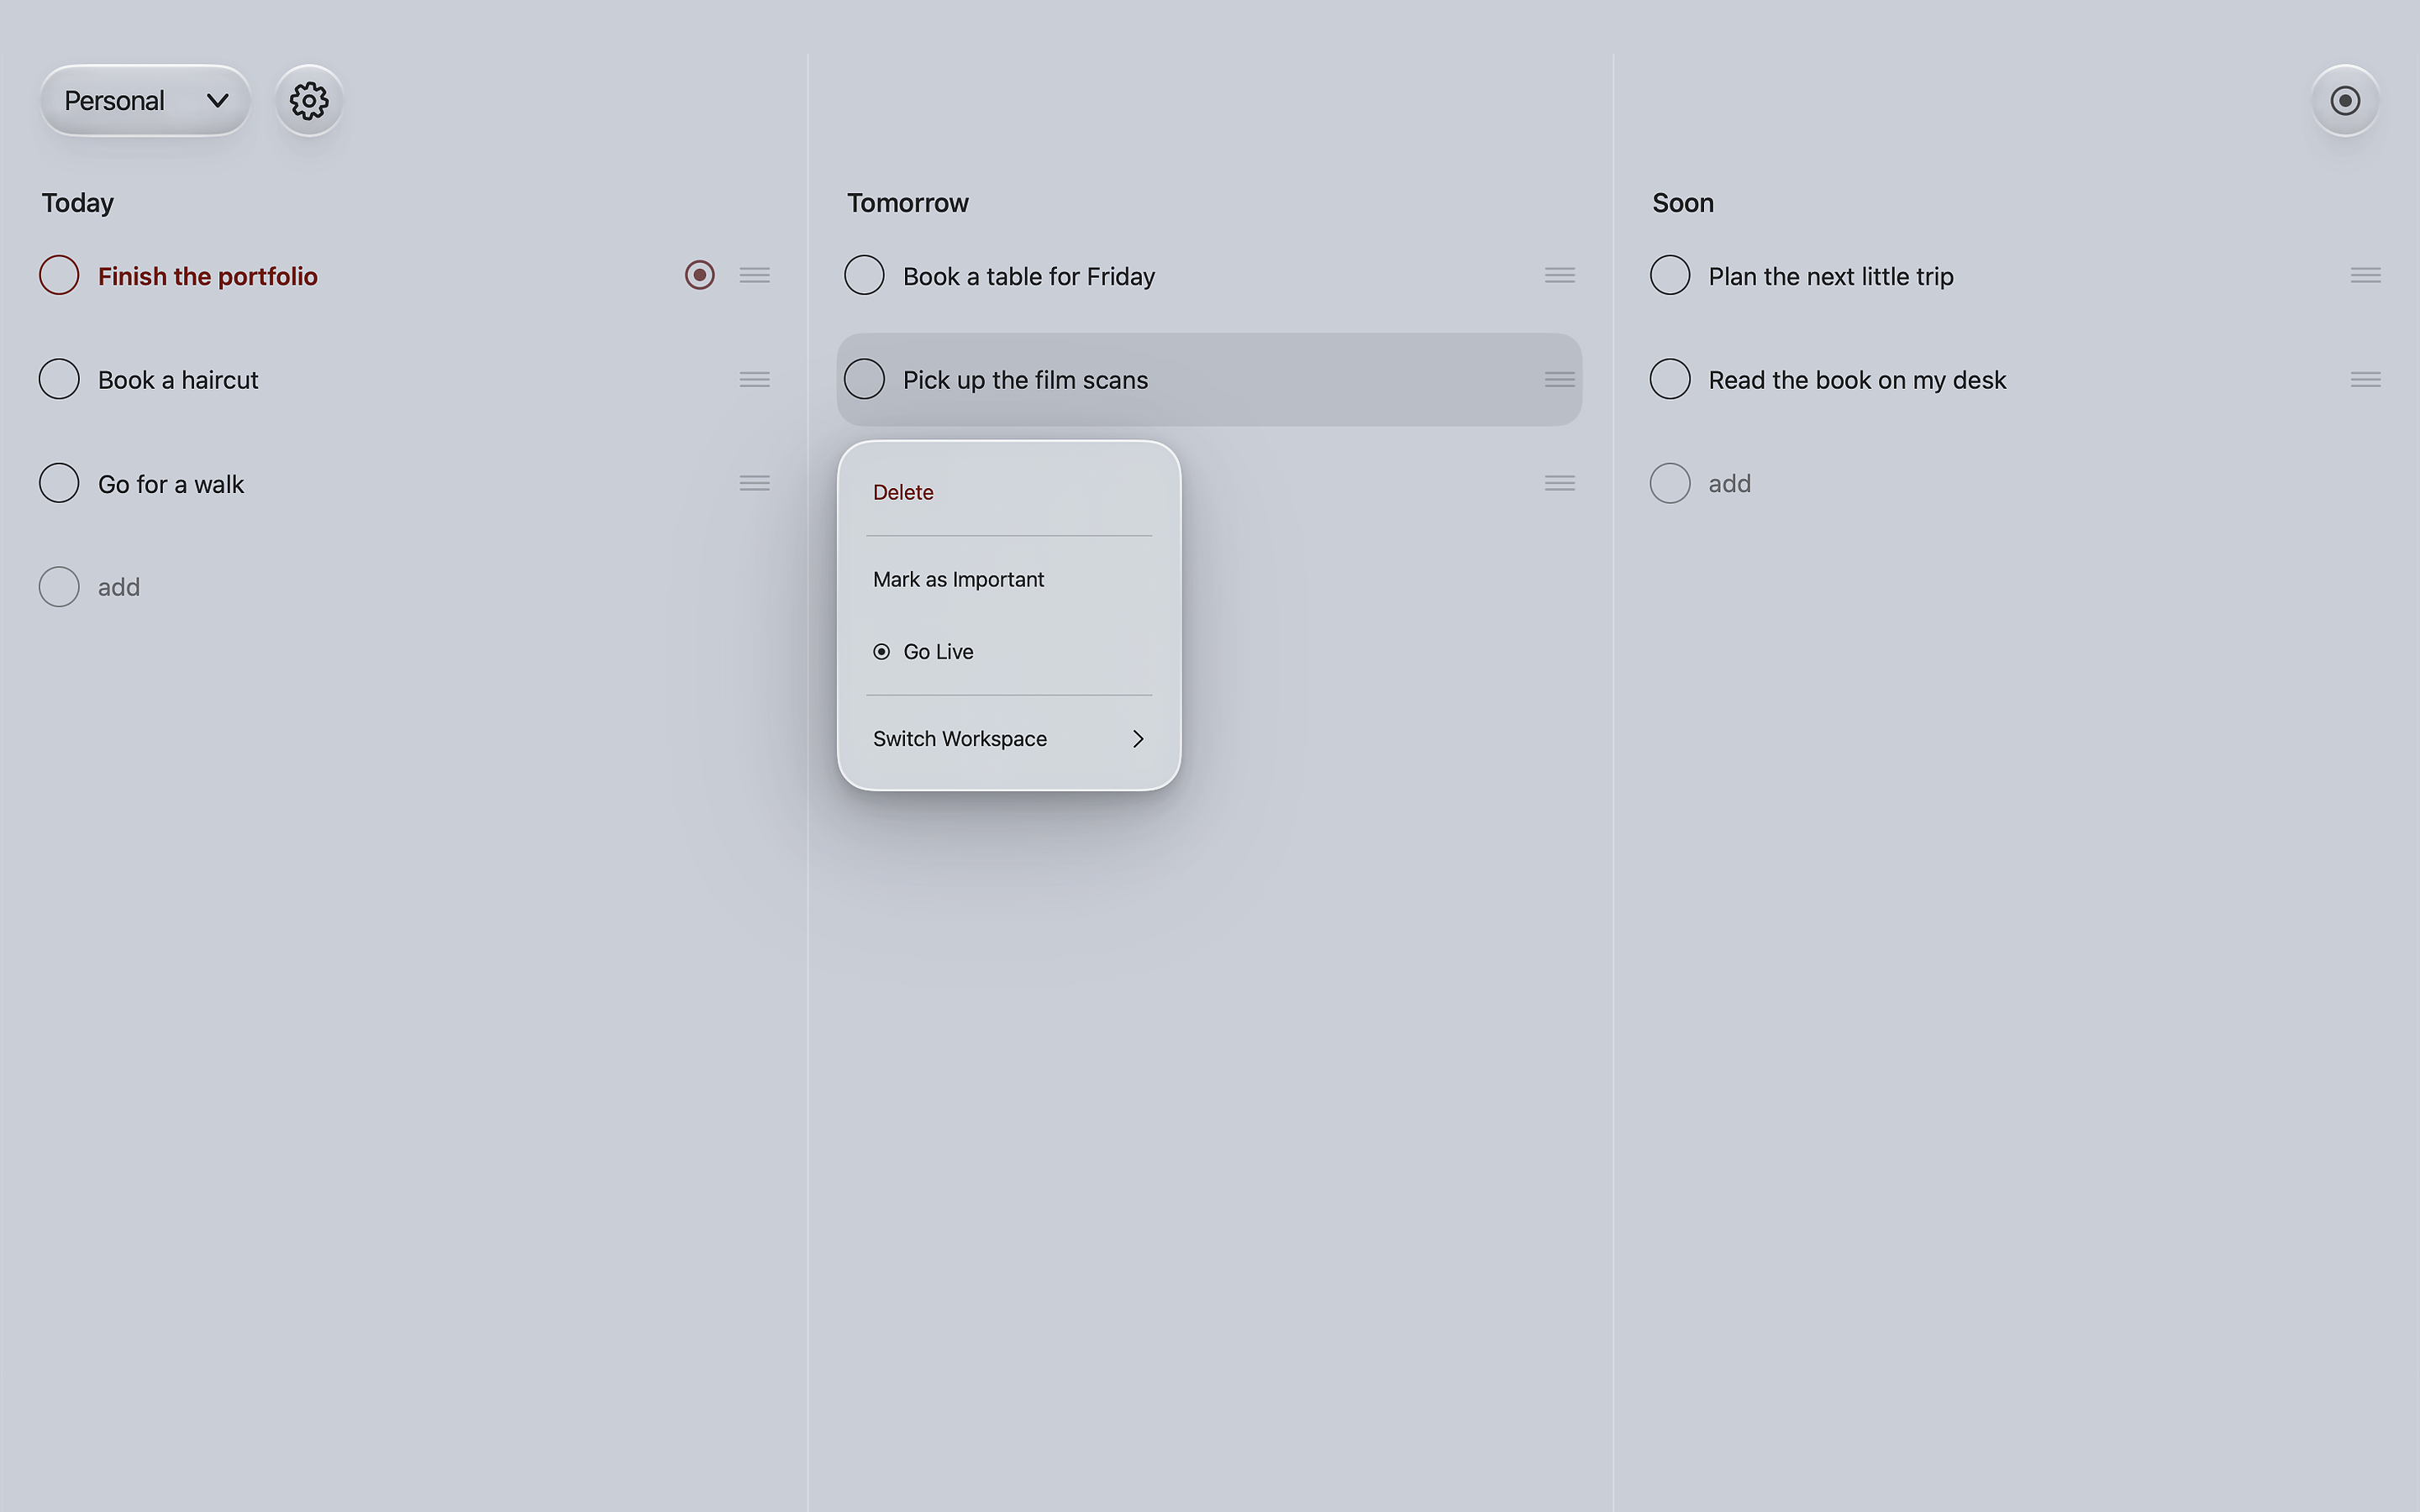 Personal
Today
Finish the portfolio
Book a haircut
Go for a walk
add
Tomorrow
Book a table for Friday
Pick up the film scans
Delete
Mark as Important
Go Live
Switch Workspace
Soon
Plan the next little trip
Read the book on my desk
add